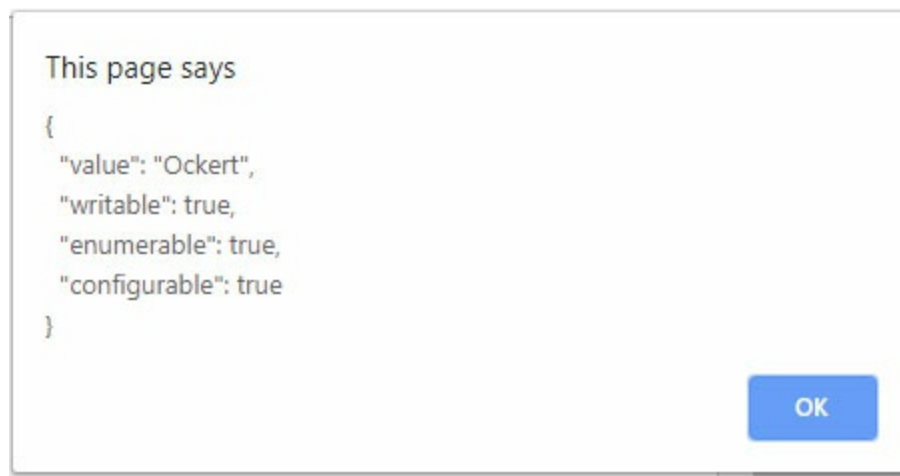 This page says
{
"value": "Ockert",
"writable": true,
"enumerable": true,
"configurable": true
}
OK